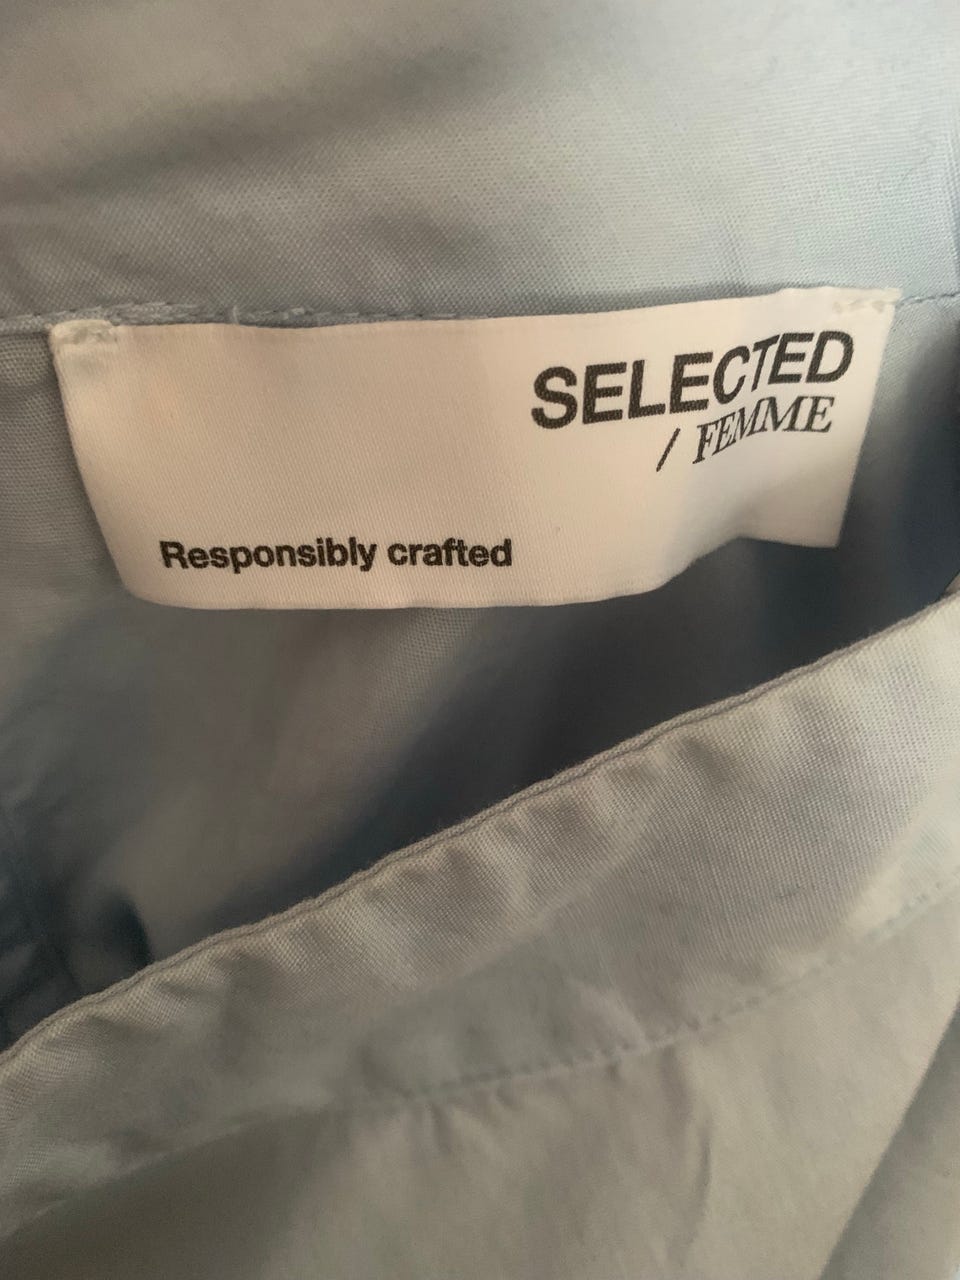 SELECTED
/ FEMME
Responsibly crafted